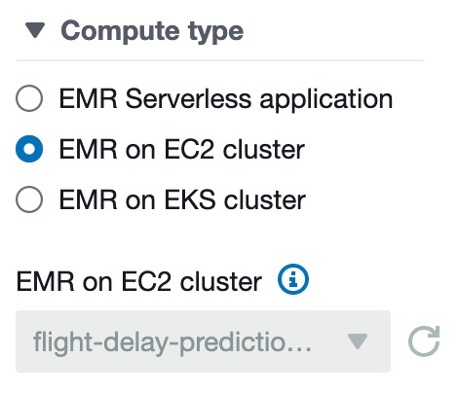 Compute type
EMR Serverless application
EMR on EC2 cluster
EMR on EKS cluster
EMR on EC2 cluster
flight-delay-predictio...